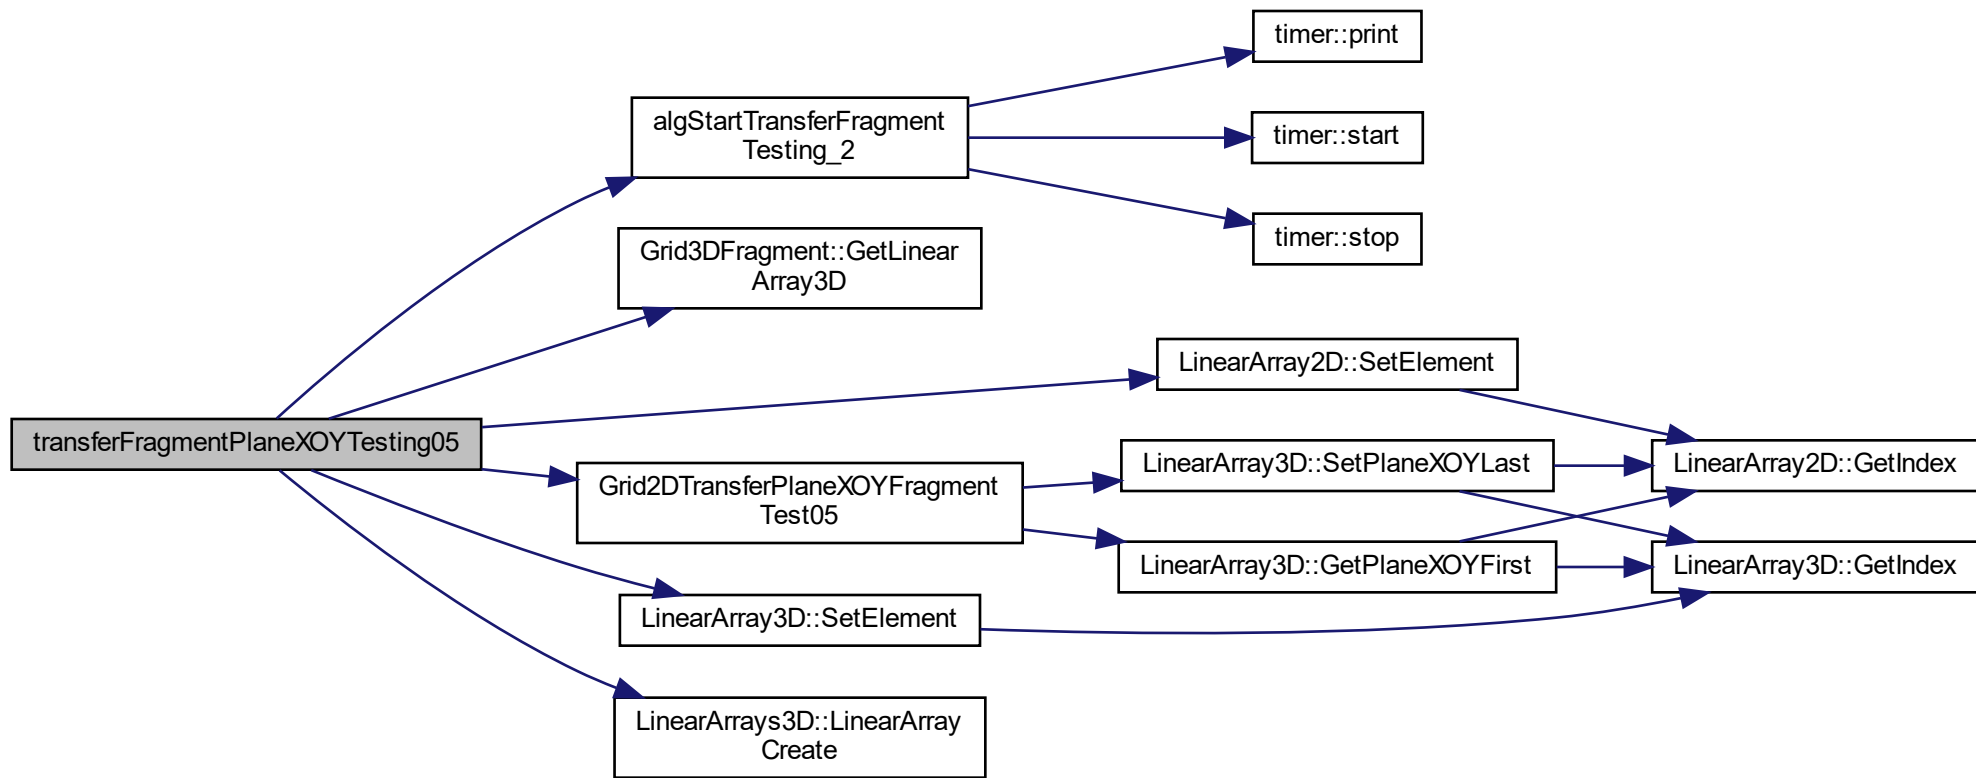 timer::print
algStartTransferFragment
Testing_2
timer::start
timer::stop
Grid3DFragment::GetLinear
Array3D
LinearArray2D::SetElement
transferFragmentPlaneXOYTesting05
LinearArray3D::SetPlaneXOYLast
LinearArray2D::GetIndex
Grid2DTransferPlaneXOYFragment
Test05
LinearArray3D::GetPlaneXOYFirst
LinearArray3D::GetIndex
LinearArray3D::SetElement
LinearArrays3D::LinearArray
Create